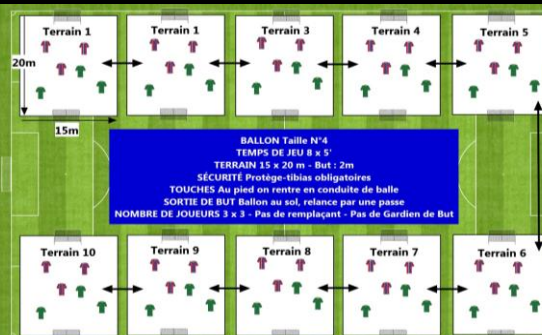 Terrain 1
Terrain 1
Terrain 3
Terrain 4
Terrain 5
20m
15m
BALLON Taille N°4
TEMPS DE JEU 8 x 5'
TERRAIN 15 x 20 m - But : 2m
SÉCURITÉ Protège-tibias obligatoires
TOUCHES Au pied on rentre en conduite de balle
SORTIE DE BUT Ballon au sol, relance par une passe
NOMBRE DE JOUEURS 3 x 3 - Pas de remplaçant - Pas de Gardien de But
Terrain 10
Terrain 9
Terrain 8
Terrain 7
Terrain 6